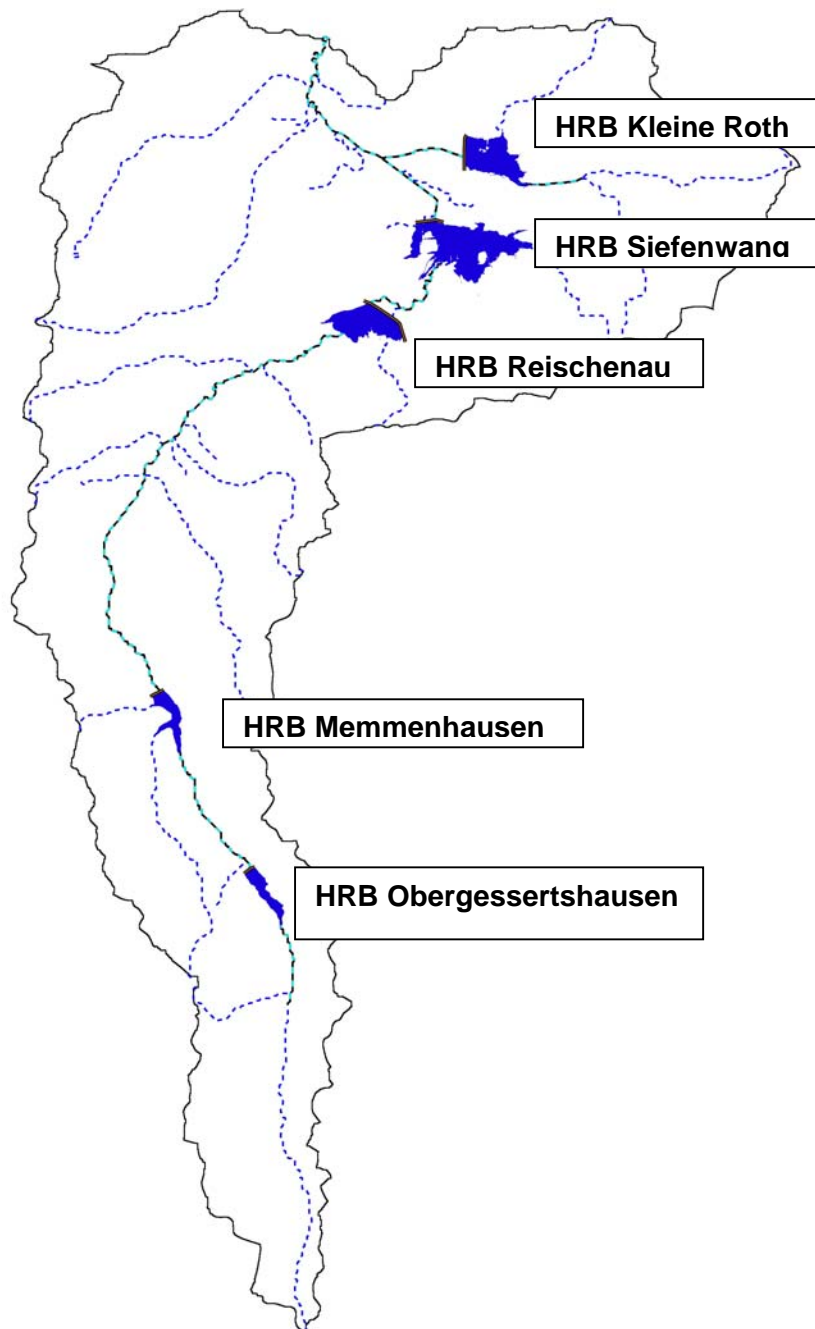 HRB Kleine Roth
HRB Siefenwang
HRB Reischenau
HRB Memmenhausen
HRB Obergessertshausen